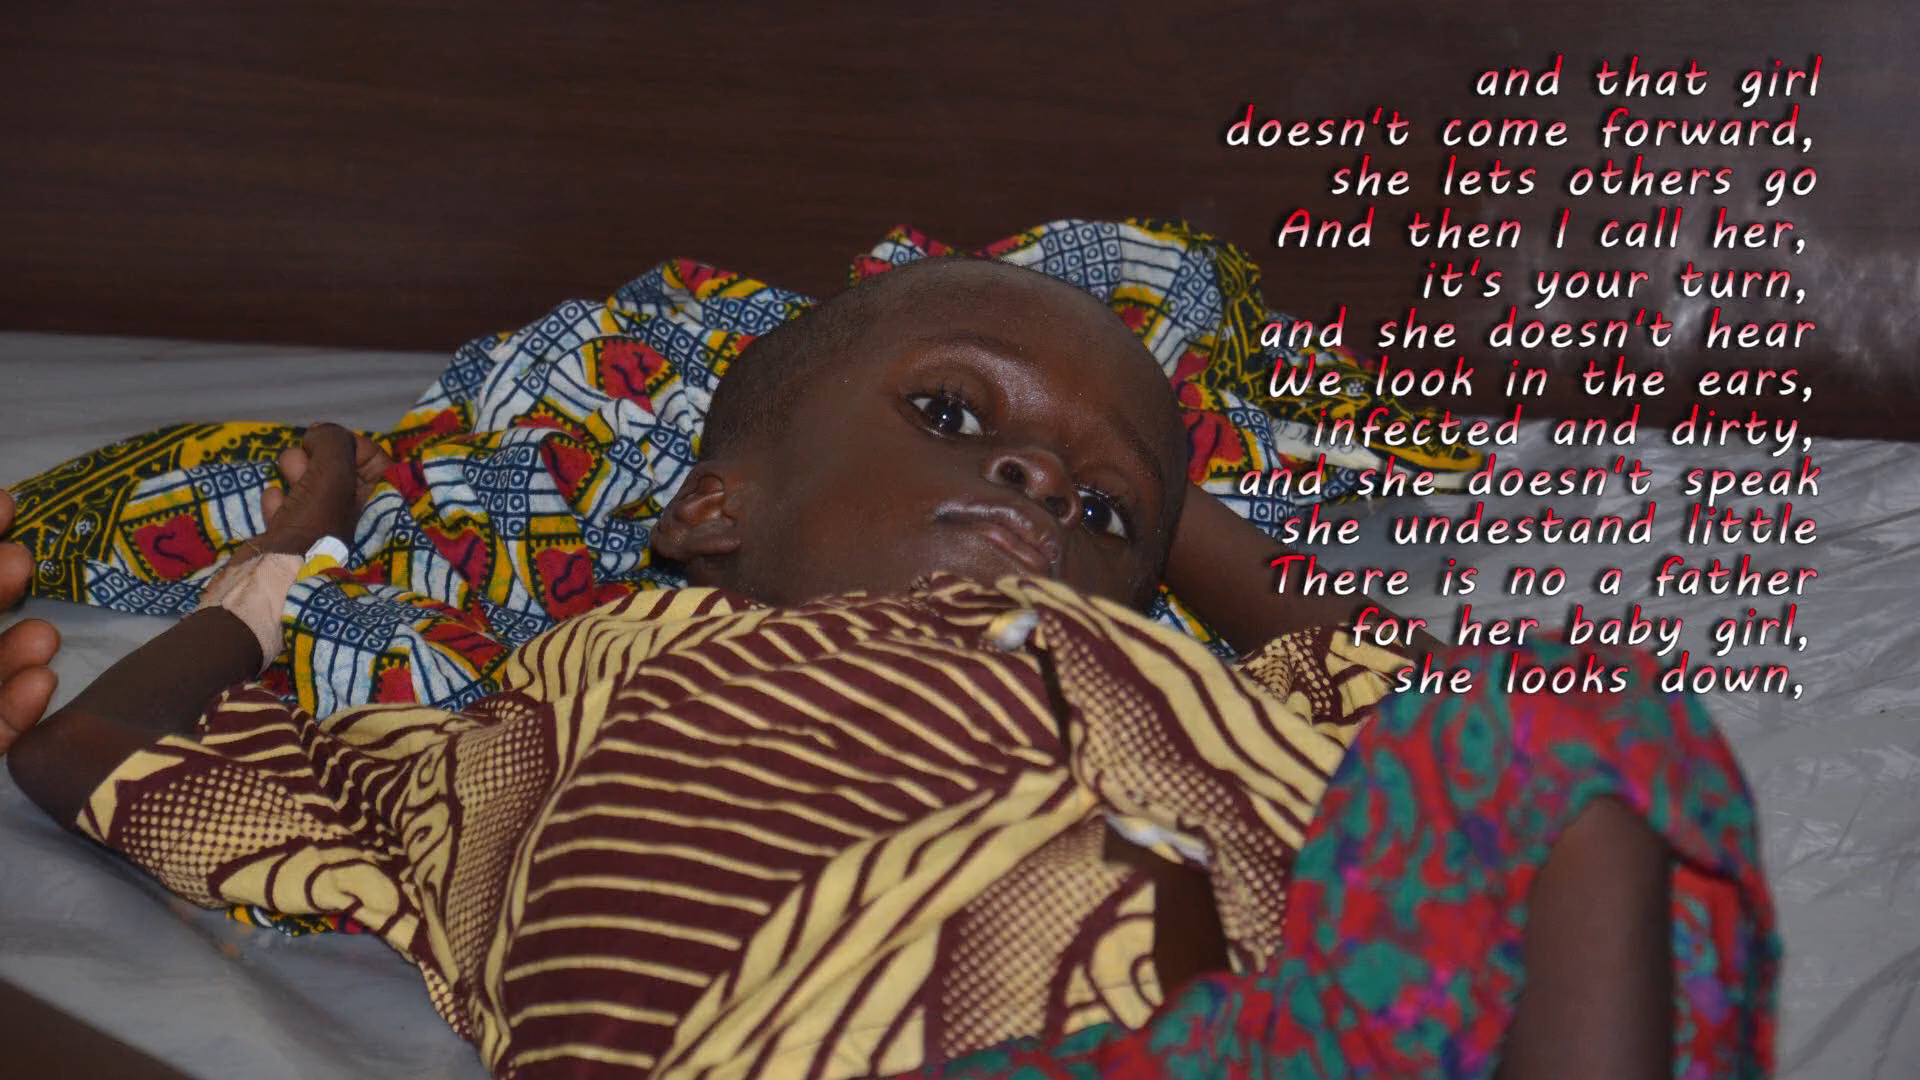 and that girl
doesn't come forward,
she lets others go
And then I call her,
it's your turn,
and she doesn't hear
We look in the ears,
infected and dirty,
and she doesn't speak
she undestand little
There is no a father
for her baby girl,
she looks down,